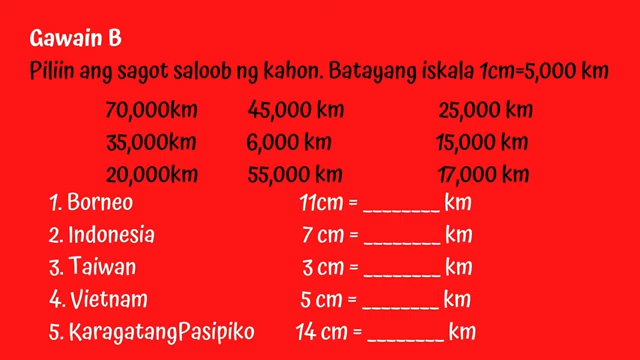 Gawain B
Piliin ang sagot saloob ng kahon. Batayang iskala 1cm=5,000 km
70,000km 45,000 km 25,000 km
35,000km 6,000 km 15,000 km
20,000km 55,000 km 17,000 km
1. Borneo 11cm = ________ km
2. Indonesia 7 cm = ________ km
3. Taiwan 3 cm = ________ km
4. Vietnam 5 cm = ________ km
5. KaragatangPasipiko 14 cm = ________ km